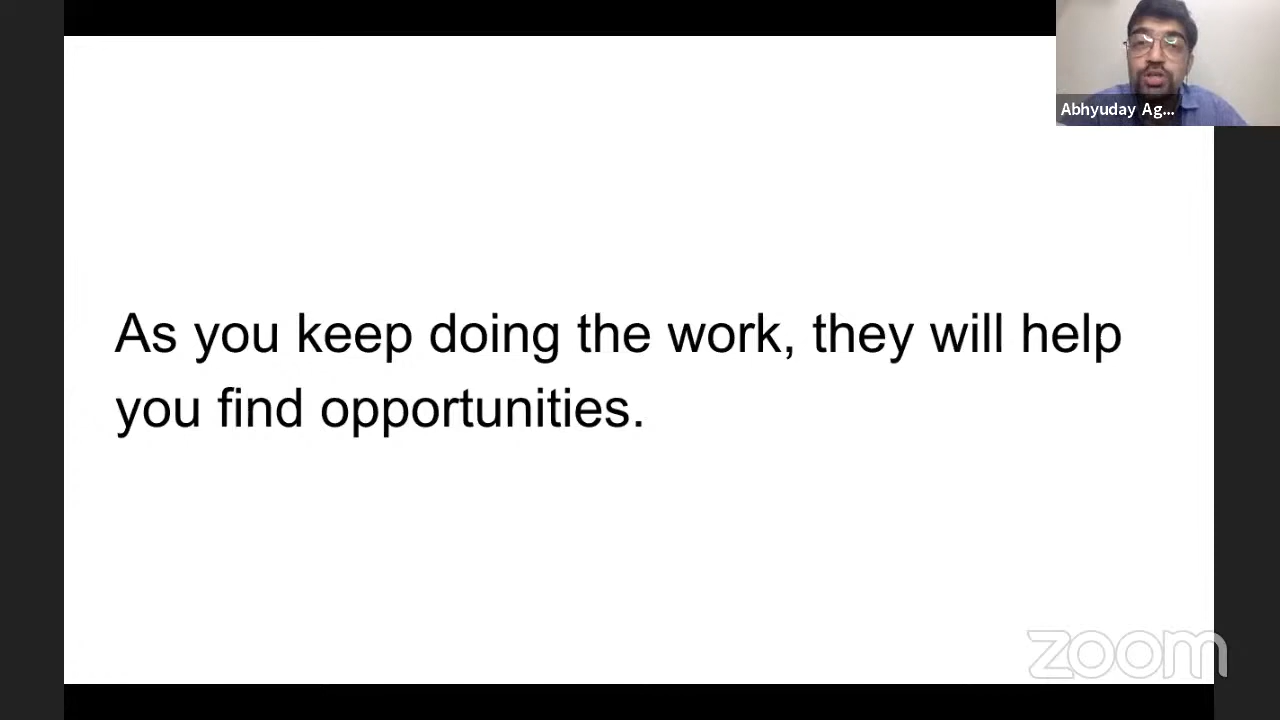 Abhyuday Ag...
As you keep doing the work, they will help
you find opportunities.
zoom